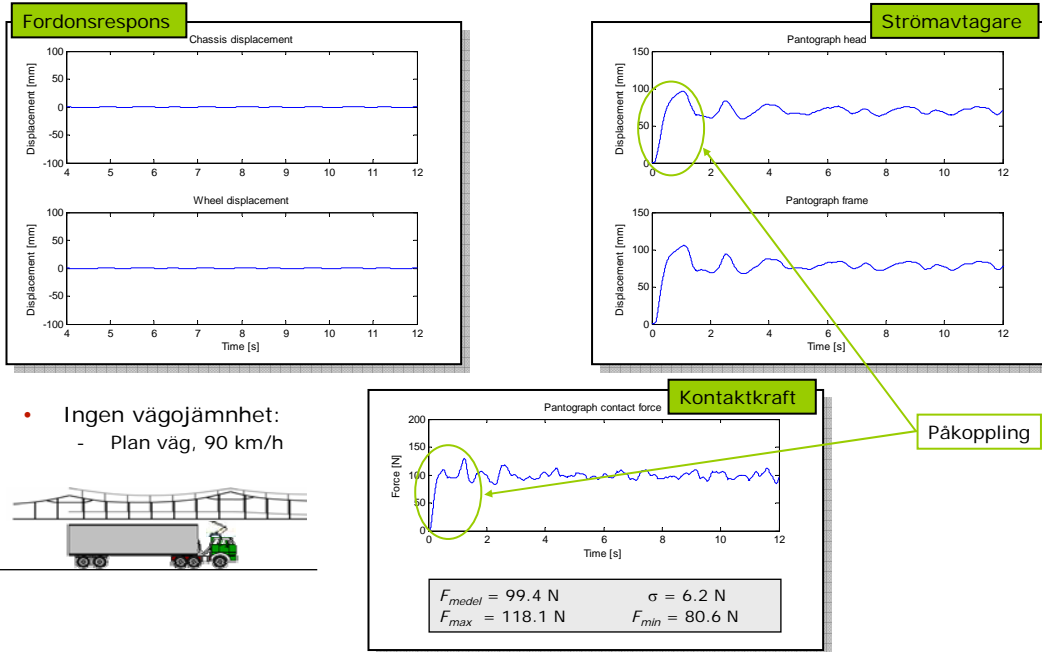 Fordonsrespons
Chassis displacement
Displacement [mm]
100
50
0
-50
-100
4 5 6 7 8 9 10 11 12
Wheel displacement
Displacement [mm]
100
50
0
-50
-100
4 5 6 7 8 9 10 11 12
Time [s]
Strömavtagare
Pantograph head
Displacement [mm]
150
100
50
0
0 2 4 6 8 10 12
Pantograph frame
Displacement [mm]
150
100
50
0
0 2 4 6 8 10 12
Time [s]
• Ingen vägojämnhet:
- Plan väg, 90 km/h
Kontaktkraft
Pantograph contact force
Force [N]
200
150
100
50
0
0 2 4 6 8 10 12
Time [s]
Påkoppling
Fmedel = 99.4 N σ = 6.2 N
Fmax = 118.1 N Fmin = 80.6 N